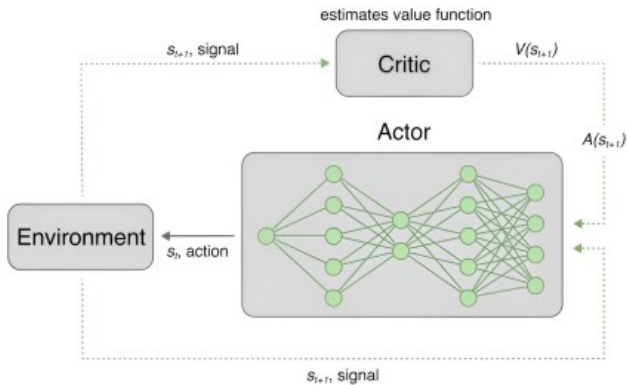 estimates value function
s_{t+1}, signal
Critic
V(s_{t+1})
Actor
A(s_{t+1})
Environment
s_t, action
s_{t+1}, signal